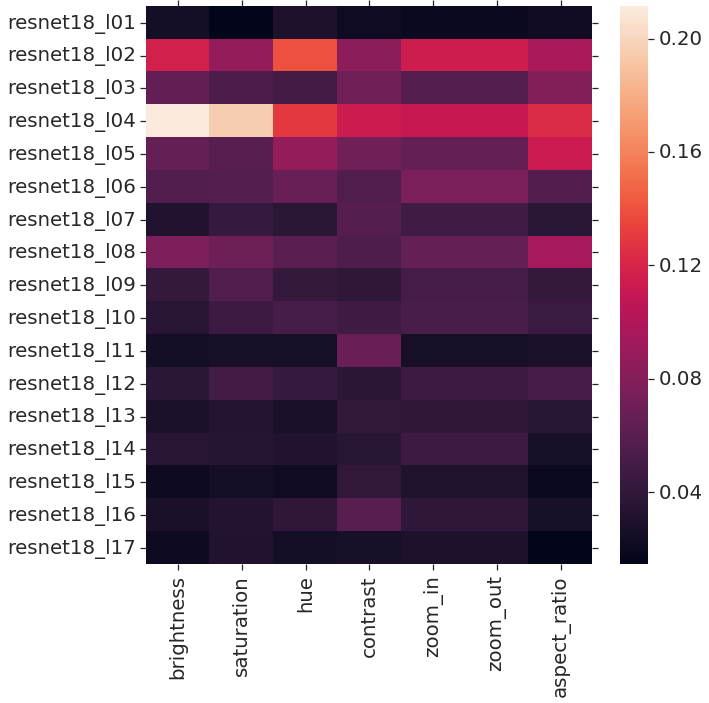 resnet18_l01
resnet18_l02
resnet18_l03
resnet18_l04
resnet18_l05
resnet18_l06
resnet18_l07
resnet18_l08
resnet18_l09
resnet18_l10
resnet18_l11
resnet18_l12
resnet18_l13
resnet18_l14
resnet18_l15
resnet18_l16
resnet18_l17
brightness
saturation
hue
contrast
zoom_in
zoom_out
aspect_ratio
0.20
0.16
0.12
0.08
0.04